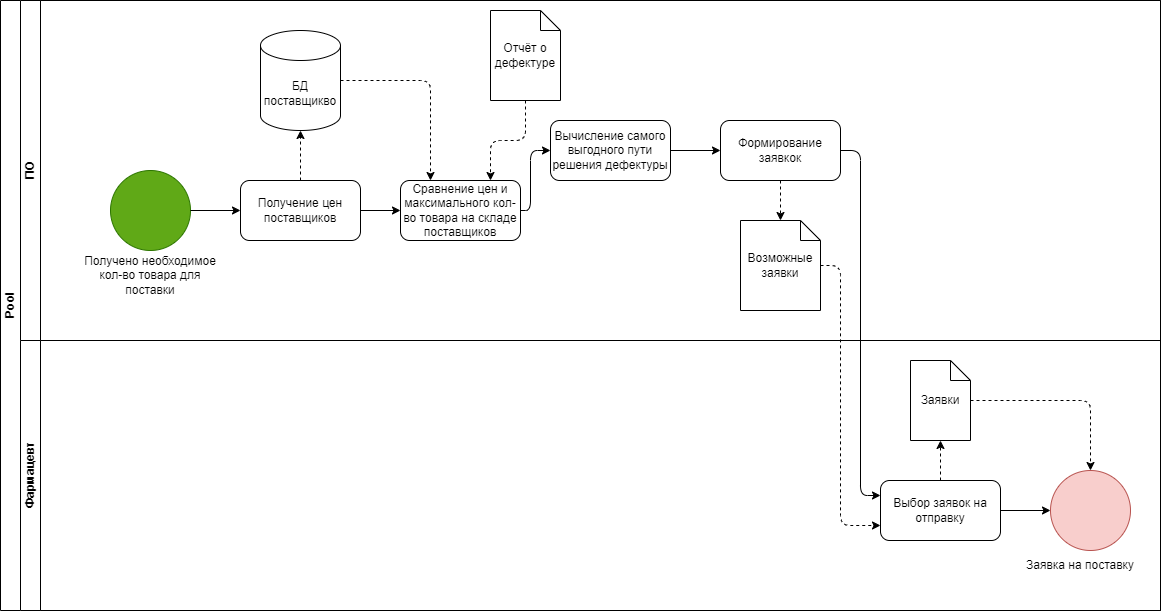 Pool
ПО
Фармацевт
Получено необходимое
кол-во товара для
поставки
Получение цен
поставщиков
БД
поставщикво
Сравнение цен и
максимального кол-
во товара на складе
поставщиков
Отчёт о
дефектуре
Вычисление самого
выгодного пути
решения дефектуры
Формирование
заявкок
Возможные
заявки
Заявки
Выбор заявок на
отправку
Заявка на поставку